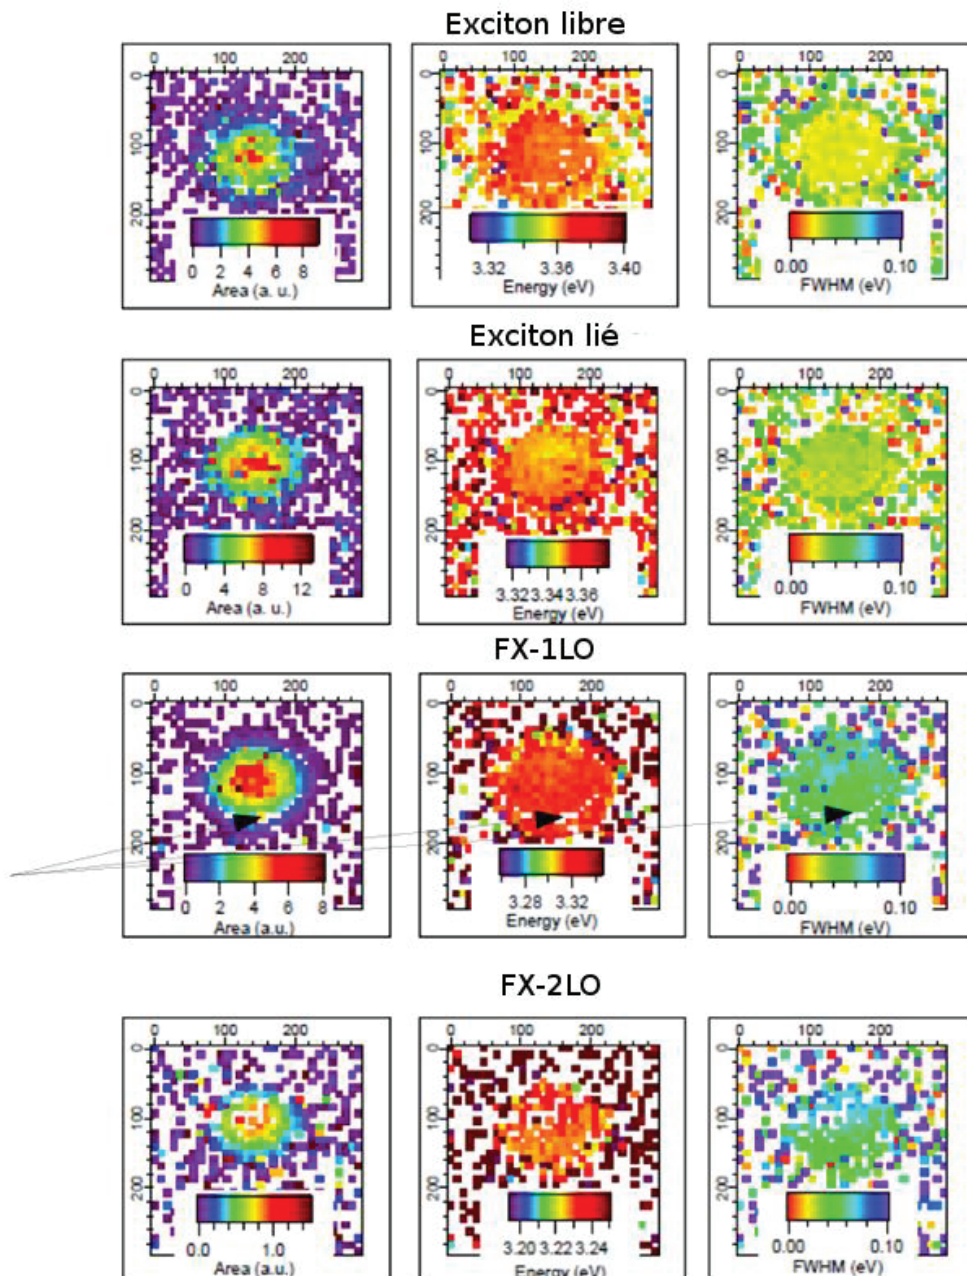 Exciton libre
0 100 200 0 100 200 0 100 200
0 100 200 0 100 200 0 100 200
0 2 4 6 8 3.32 3.36 3.40 0.00 0.10
Area (a. u.) Energy (eV) FWHM (eV)
Exciton lié
0 100 200 0 100 200 0 100 200
0 100 200 0 100 200 0 100 200
0 4 8 12 3.32 3.34 3.36 0.00 0.10
Area (a. u.) Energy (eV) FWHM (eV)
FX-1LO
0 100 200 0 100 200 0 100 200
0 100 200 0 100 200 0 100 200
0 2 4 6 8 3.28 3.32 0.00 0.10
Area (a.u.) Energy (eV) FWHM (eV)
FX-2LO
0 100 200 0 100 200 0 100 200
0 100 200 0 100 200 0 100 200
0.0 1.0 3.20 3.22 3.24 0.00 0.10
Area (a.u.) Energy (eV) FWHM (eV)